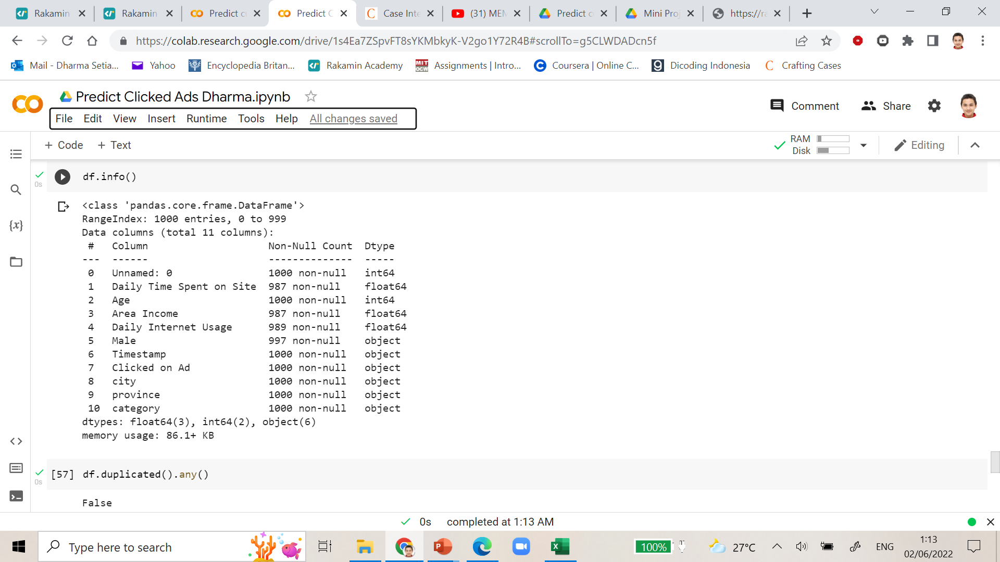 Rakamin
Rakamin
Predict c
Predict C
Case Inte
(31) MEM
Predict c
Mini Proj
https://ra
https://colab.research.google.com/drive/1s4Ea7ZSpvFT8sYKMbkyK-V2go1Y72R4B#scrollTo=g5CLWDADcn5f
Mail - Dharma Setia...
Yahoo
Encyclopedia Britan...
Rakamin Academy
MIT
OCW
Assignments | Intro...
Coursera | Online C...
Dicoding Indonesia
Crafting Cases
Predict Clicked Ads Dharma.ipynb
File Edit View Insert Runtime Tools Help All changes saved
Comment
Share
+ Code + Text
RAM
Disk
Editing
0s
df.info()
<class 'pandas.core.frame.DataFrame'>
RangeIndex: 1000 entries, 0 to 999
Data columns (total 11 columns):
 #   Column                    Non-Null Count  Dtype
---  ------                    --------------  -----
 0   Unnamed: 0                1000 non-null   int64
 1   Daily Time Spent on Site  987 non-null    float64
 2   Age                       1000 non-null   int64
 3   Area Income               987 non-null    float64
 4   Daily Internet Usage      989 non-null    float64
 5   Male                      997 non-null    object
 6   Timestamp                 1000 non-null   object
 7   Clicked on Ad             1000 non-null   object
 8   city                      1000 non-null   object
 9   province                  1000 non-null   object
 10  category                  1000 non-null   object
dtypes: float64(3), int64(2), object(6)
memory usage: 86.1+ KB
0s
[57] df.duplicated().any()
False
0s completed at 1:13 AM
Type here to search
100%
27°C
ENG
1:13
02/06/2022